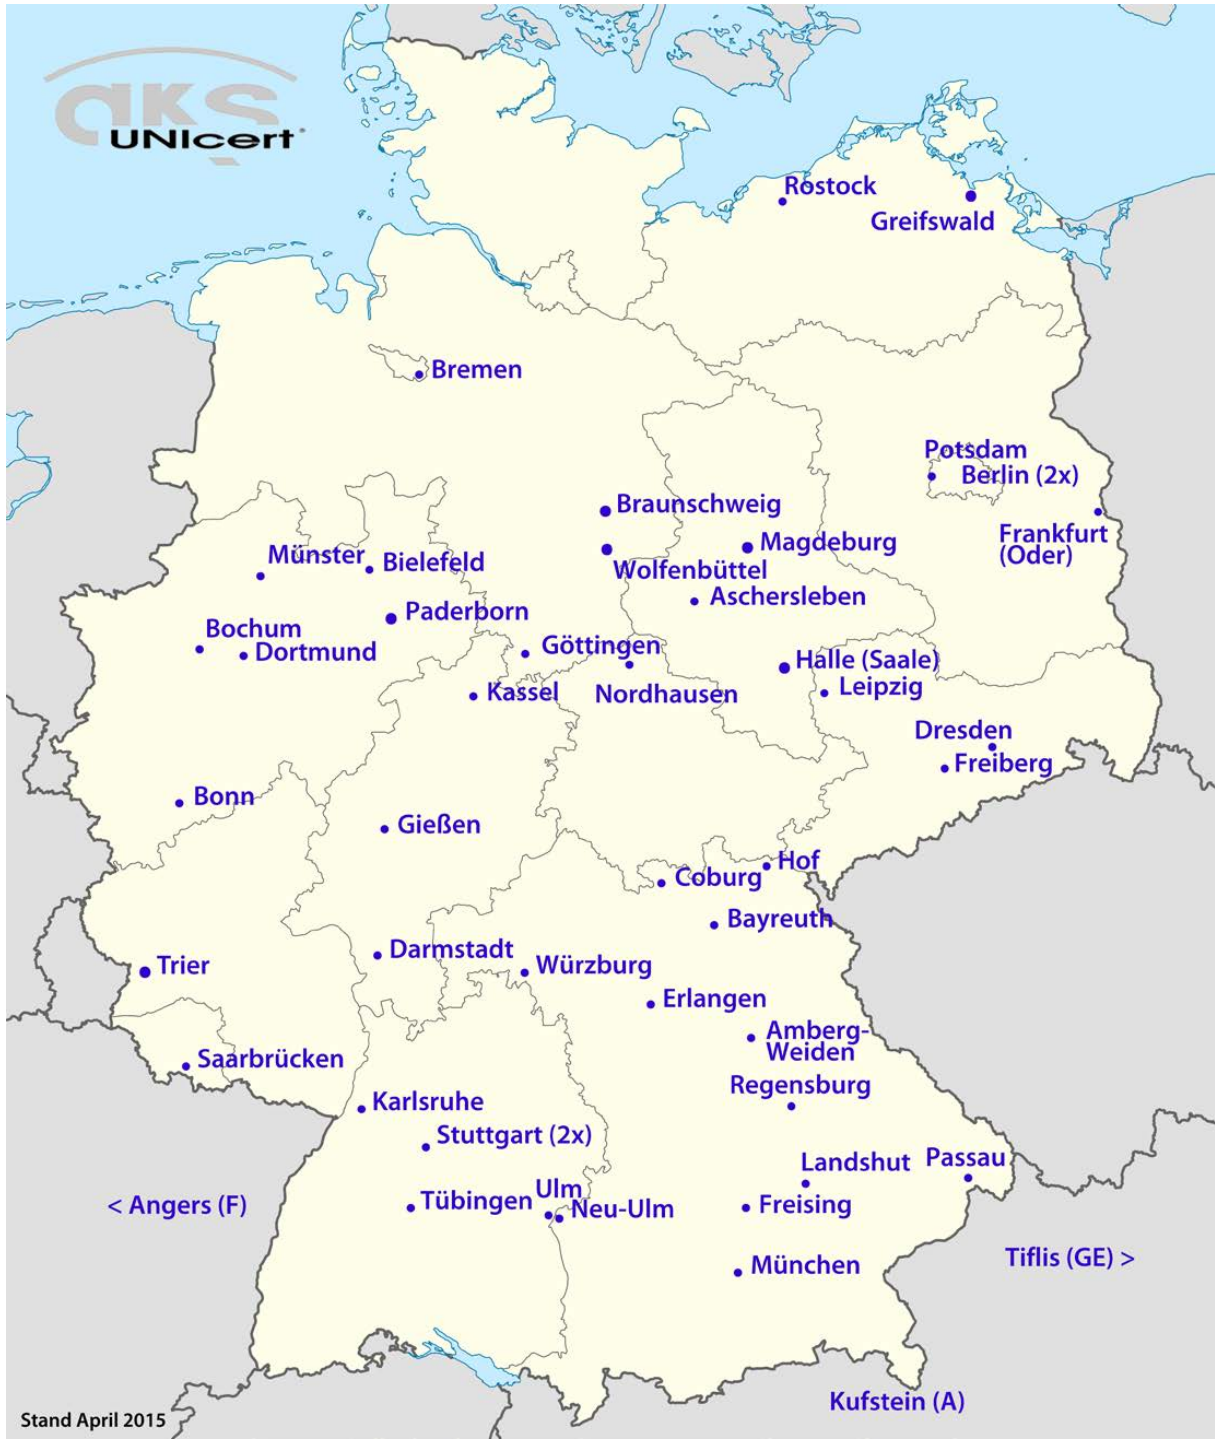 aks
UNIcert®
Rostock
Greifswald
Bremen
Potsdam
Berlin (2x)
Braunschweig
Frankfurt
(Oder)
Magdeburg
Münster
Bielefeld
Wolfenbüttel
Aschersleben
Paderborn
Bochum
Dortmund
Göttingen
Halle (Saale)
Kassel
Nordhausen
Leipzig
Dresden
Freiberg
Bonn
Gießen
Hof
Coburg
Bayreuth
Darmstadt
Trier
Würzburg
Erlangen
Amberg-
Weiden
Saarbrücken
Regensburg
Karlsruhe
Stuttgart (2x)
Landshut
Passau
Ulm
Tübingen
Neu-Ulm
Freising
< Angers (F)
Tiflis (GE) >
München
Kufstein (A)
Stand April 2015